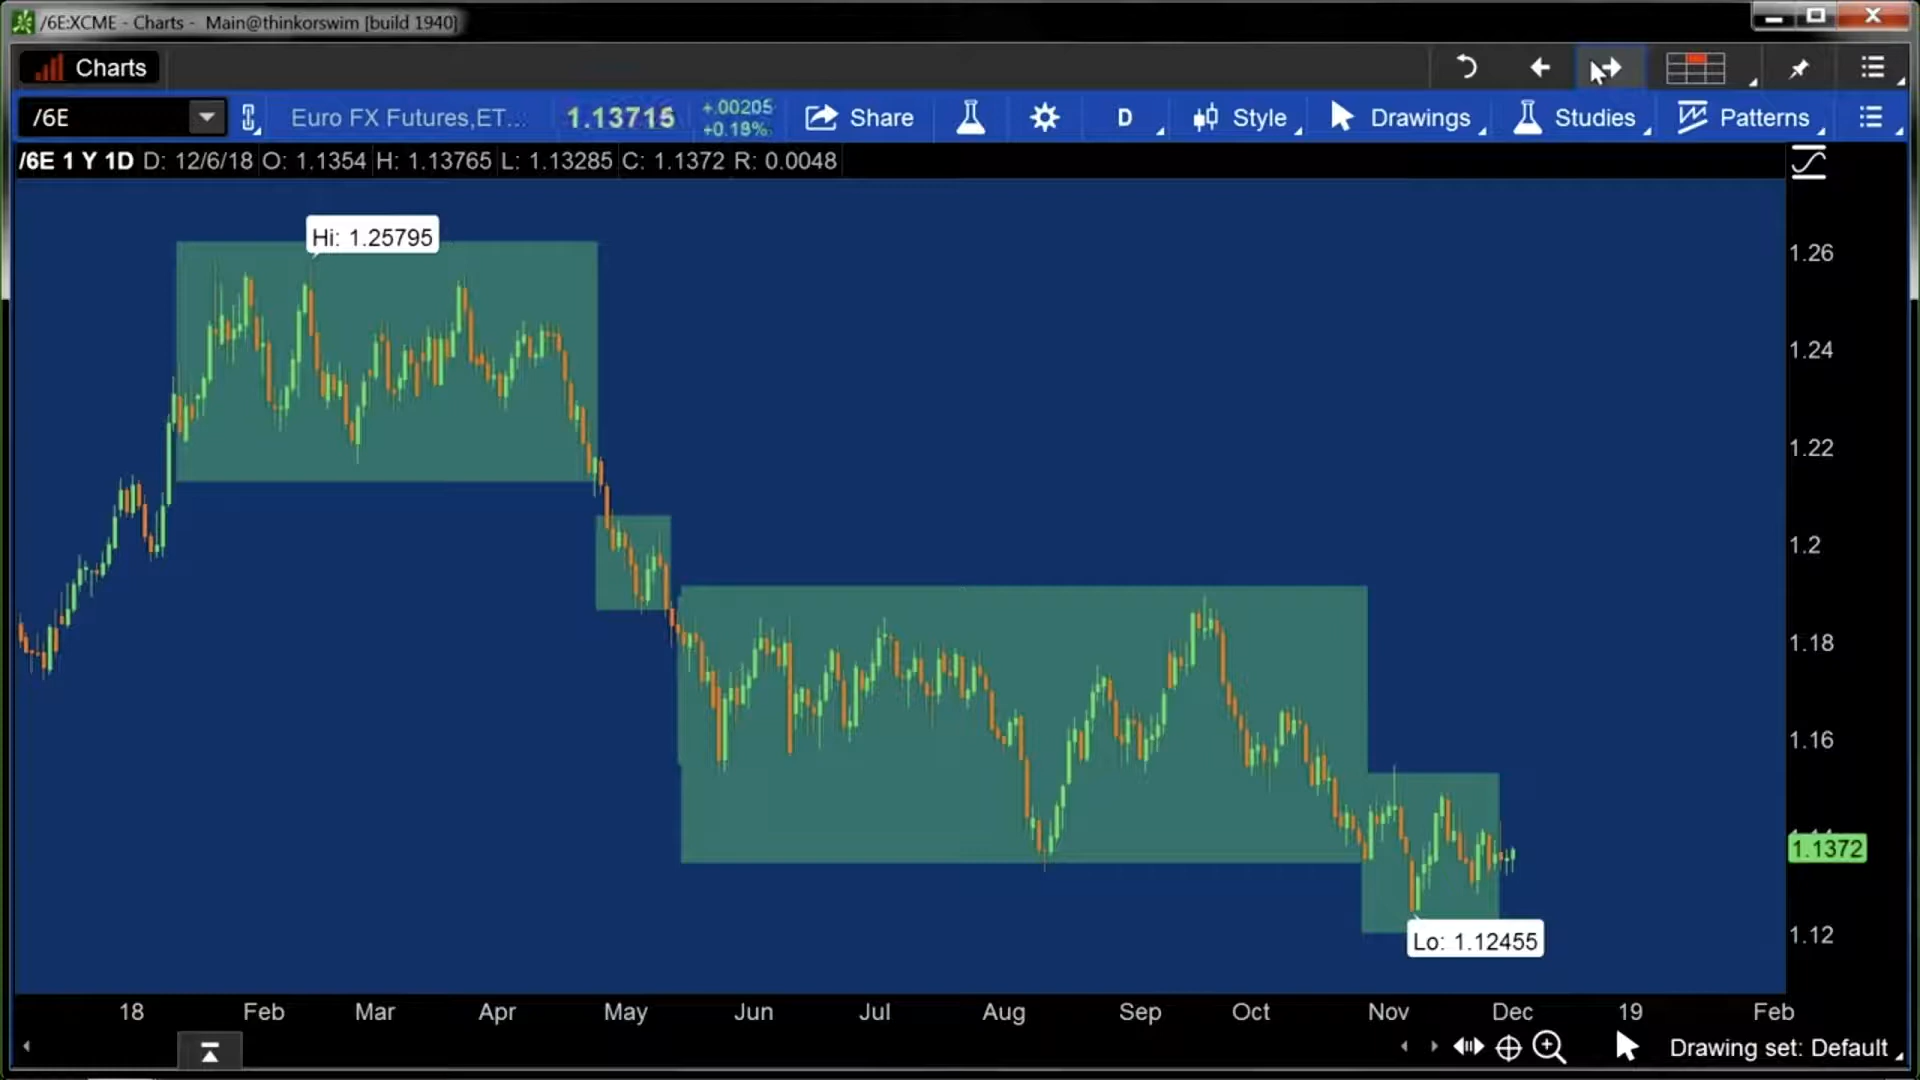 /6E:XCME - Charts - Main@thinkorswim [build 1940]
Charts
/6E Euro FX Futures,ET... 1.13715 +.00205 +0.18% Share D Style Drawings Studies Patterns
/6E 1 Y 1D D: 12/6/18 O: 1.1354 H: 1.13765 L: 1.13285 C: 1.1372 R: 0.0048
Hi: 1.25795
1.26
1.24
1.22
1.2
1.18
1.16
1.1372
Lo: 1.12455
1.12
18 Feb Mar Apr May Jun Jul Aug Sep Oct Nov Dec 19 Feb
Drawing set: Default